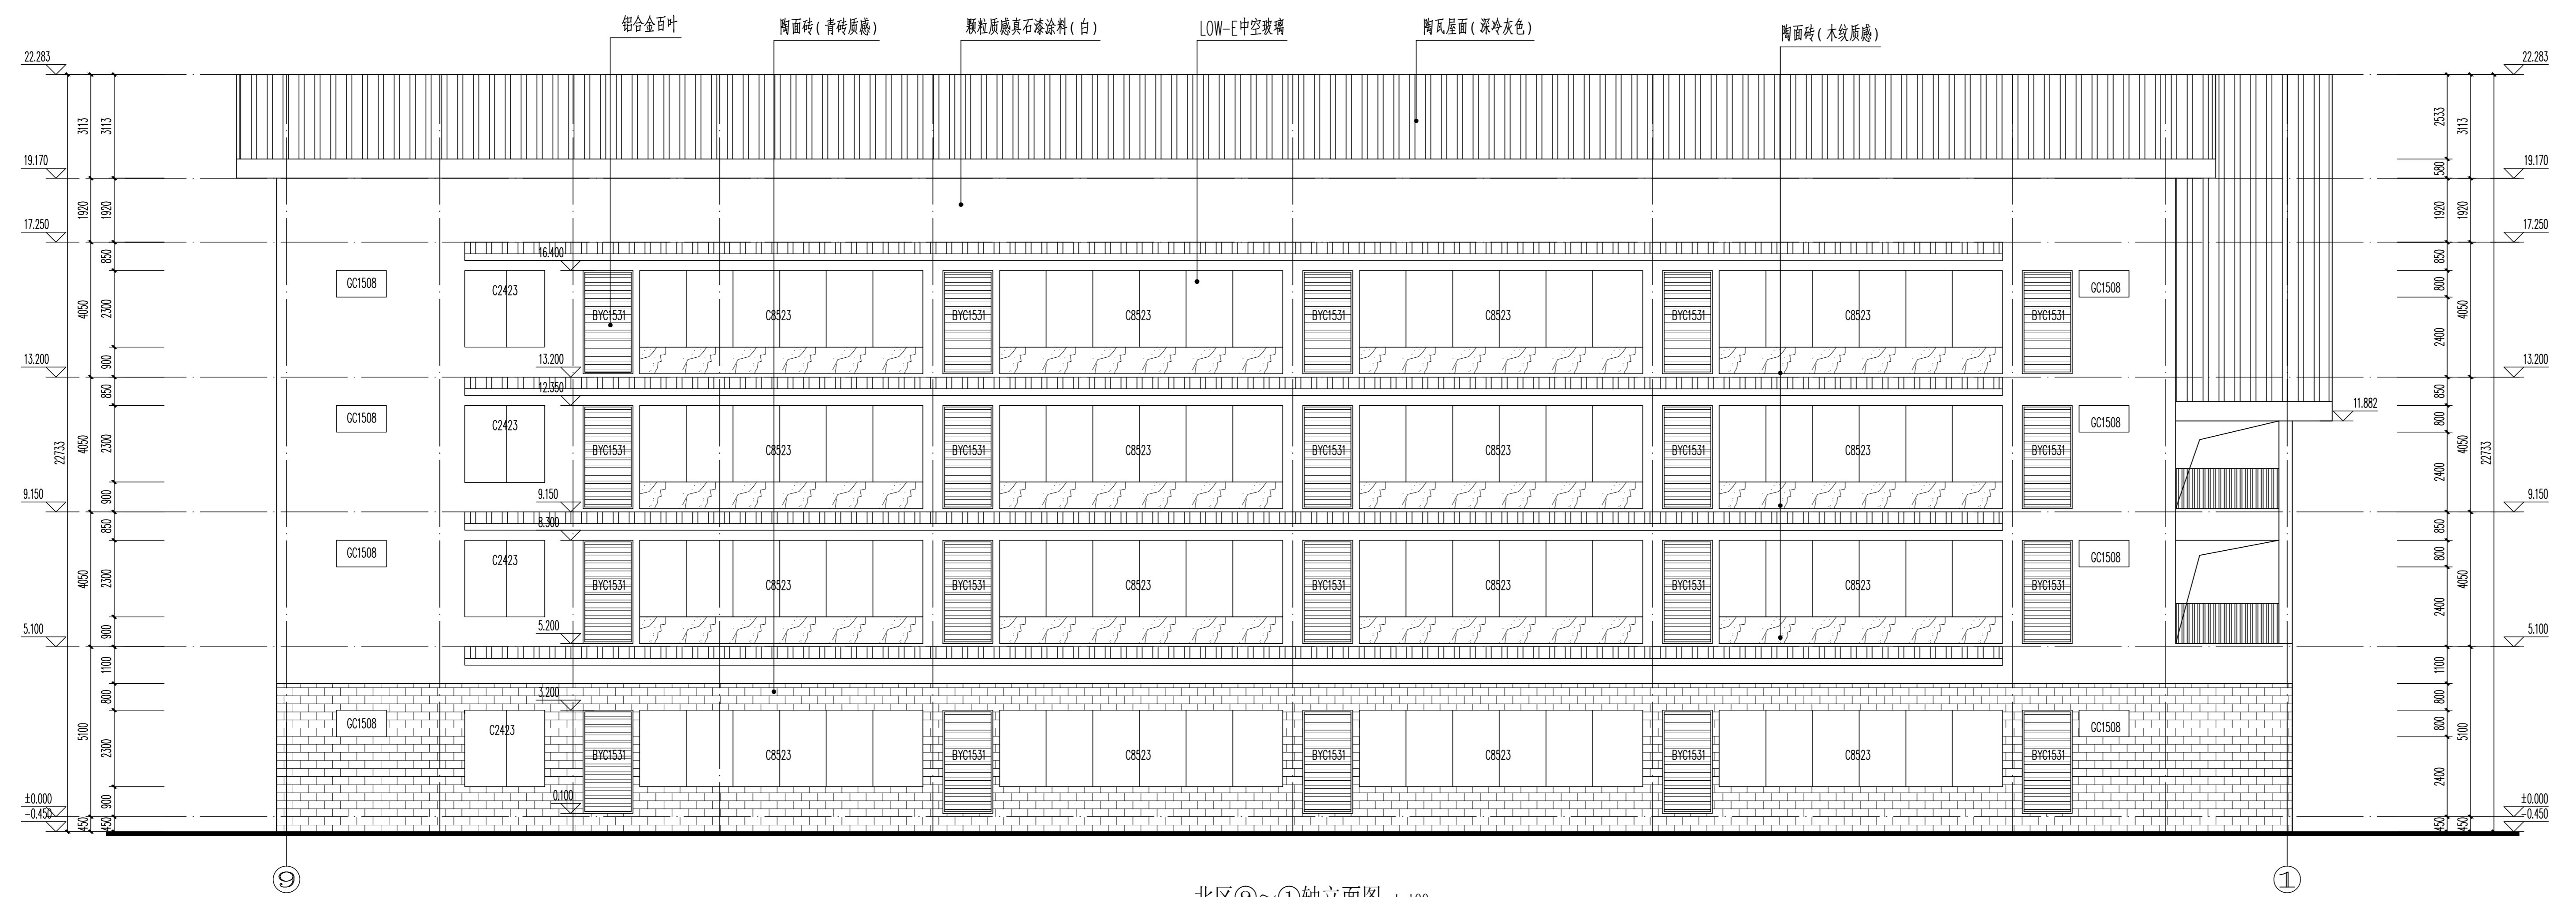 铝合金百叶
陶面砖(青砖质感)
颗粒质感真石漆涂料(白)
LOW-E中空玻璃
陶瓦屋面(深冷灰色)
陶面砖(木纹质感)
22.283
22.283
3113
3113
2533
3113
19.170
19.170
580
1920
1920
1920
1920
17.250
17.250
850
16.400
850
GC1508
C2423
BYC1531
C8523
BYC1531
C8523
BYC1531
C8523
BYC1531
C8523
BYC1531
GC1508
800
4050
2300
4050
2400
900
13.200
13.200
13.200
850
12.350
850
11.882
GC1508
C2423
BYC1531
C8523
BYC1531
C8523
BYC1531
C8523
BYC1531
C8523
BYC1531
GC1508
800
22733
4050
2300
4050
22733
2400
900
9.150
9.150
9.150
850
8.300
850
GC1508
C2423
BYC1531
C8523
BYC1531
C8523
BYC1531
C8523
BYC1531
C8523
BYC1531
GC1508
800
4050
2300
4050
2400
900
5.100
5.200
5.100
1100
1100
800
3.200
800
GC1508
C2423
BYC1531
C8523
BYC1531
C8523
BYC1531
C8523
BYC1531
C8523
BYC1531
GC1508
800
5100
2300
5100
2400
900
0.100
±0.000
±0.000
-0.450
-0.450
450
450
450
450
⑨
①
北区⑨~①轴立面图 1:100